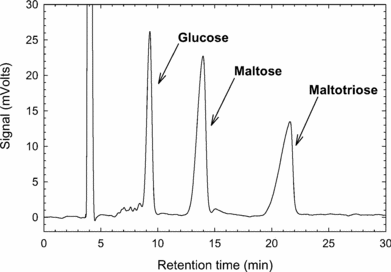 30
25
20
15
10
5
0
Signal (mVolts)
Glucose
Maltose
Maltotriose
0 5 10 15 20 25 30
Retention time (min)